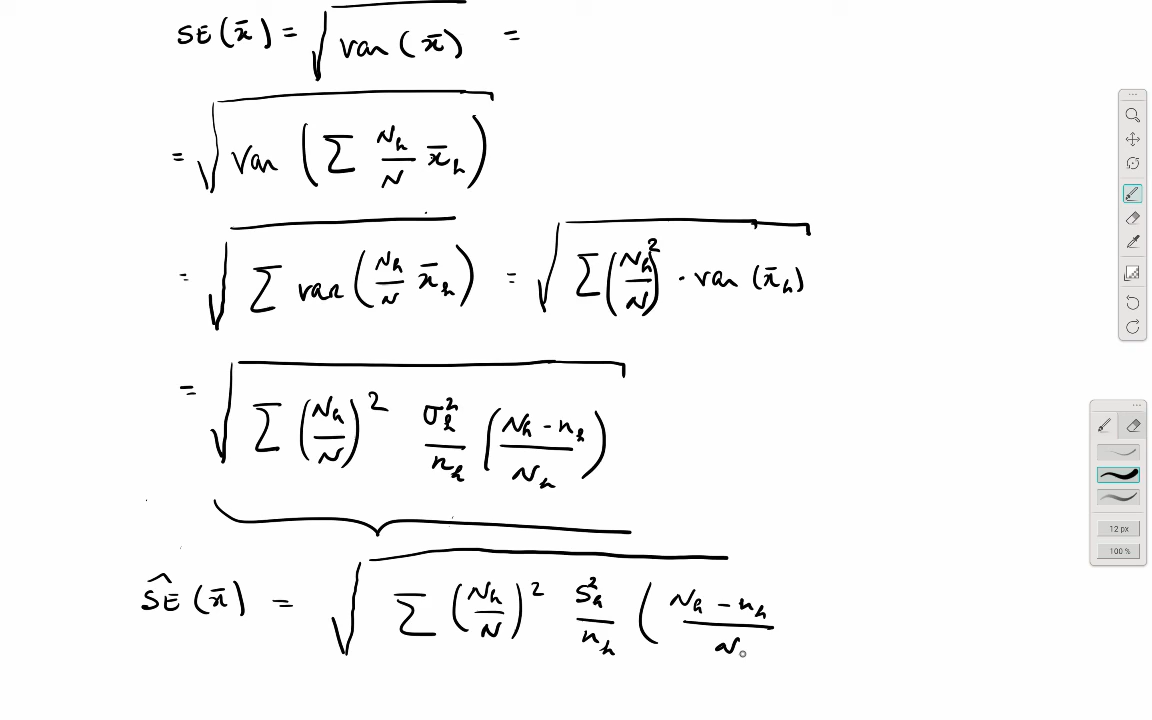 SE(x̄) = √(var(x̄)) =
= √(var(∑ N_h/N x̄_h))
= √(∑ var(N_h/N x̄_h)) = √(∑ (N_h/N)² · var(x̄_h))
= √(∑ (N_h/N)² σ_h²/n_h ((N_h - n_h)/N_h))
ŜE(x̄) = √(∑ (N_h/N)² s_h²/n_h ((N_h - n_h)/N
12 px
100 %